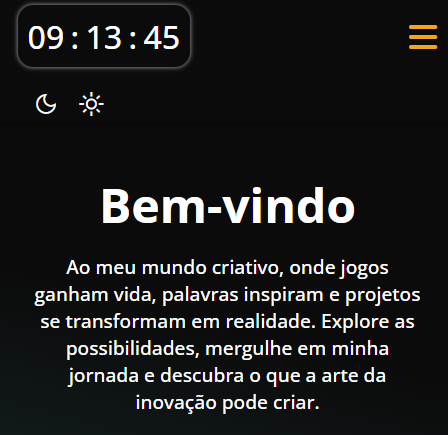 09 : 13 : 45
Bem-vindo
Ao meu mundo criativo, onde jogos
ganham vida, palavras inspiram e projetos
se transformam em realidade. Explore as
possibilidades, mergulhe em minha
jornada e descubra o que a arte da
inovação pode criar.